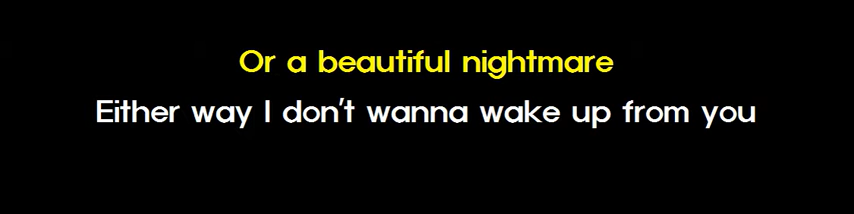 Or a beautiful nightmare
Either way I don't wanna wake up from you